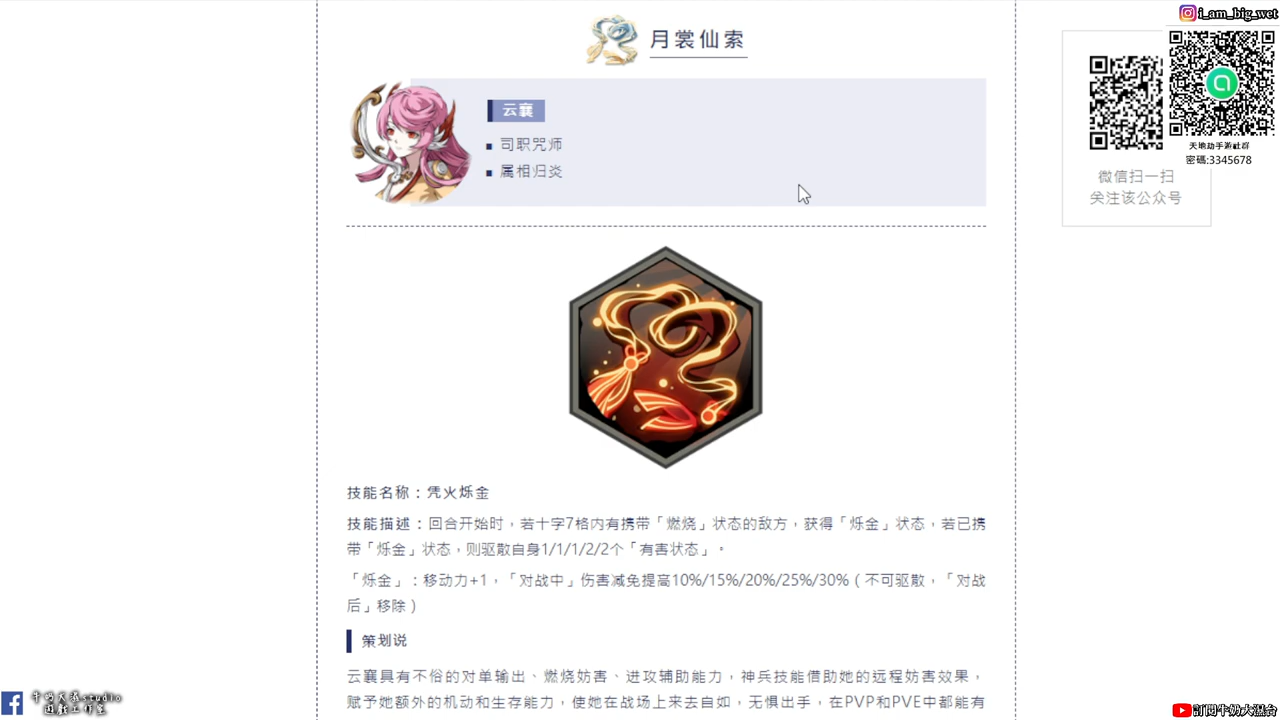 月裳仙索
云襄
司职咒师
属相归炎
技能名称：凭火烁金
技能描述：回合开始时，若十字7格内有携带「燃烧」状态的敌方，获得「烁金」状态，若已携
带「烁金」状态，则驱散自身1/1/1/2/2个「有害状态」。
「烁金」：移动力+1，「对战中」伤害减免提高10%/15%/20%/25%/30%（不可驱散，「对战
后」移除）
策划说
云襄具有不俗的对单输出、燃烧妨害、进攻辅助能力，神兵技能借助她的远程妨害效果，
赋予她额外的机动和生存能力，使她在战场上来去自如，无惧出手，在PVP和PVE中都能有
i_am_big_wet
天地劫手游社群
密碼:3345678
微信扫一扫
关注该公众号
訂閱牛奶大濕台